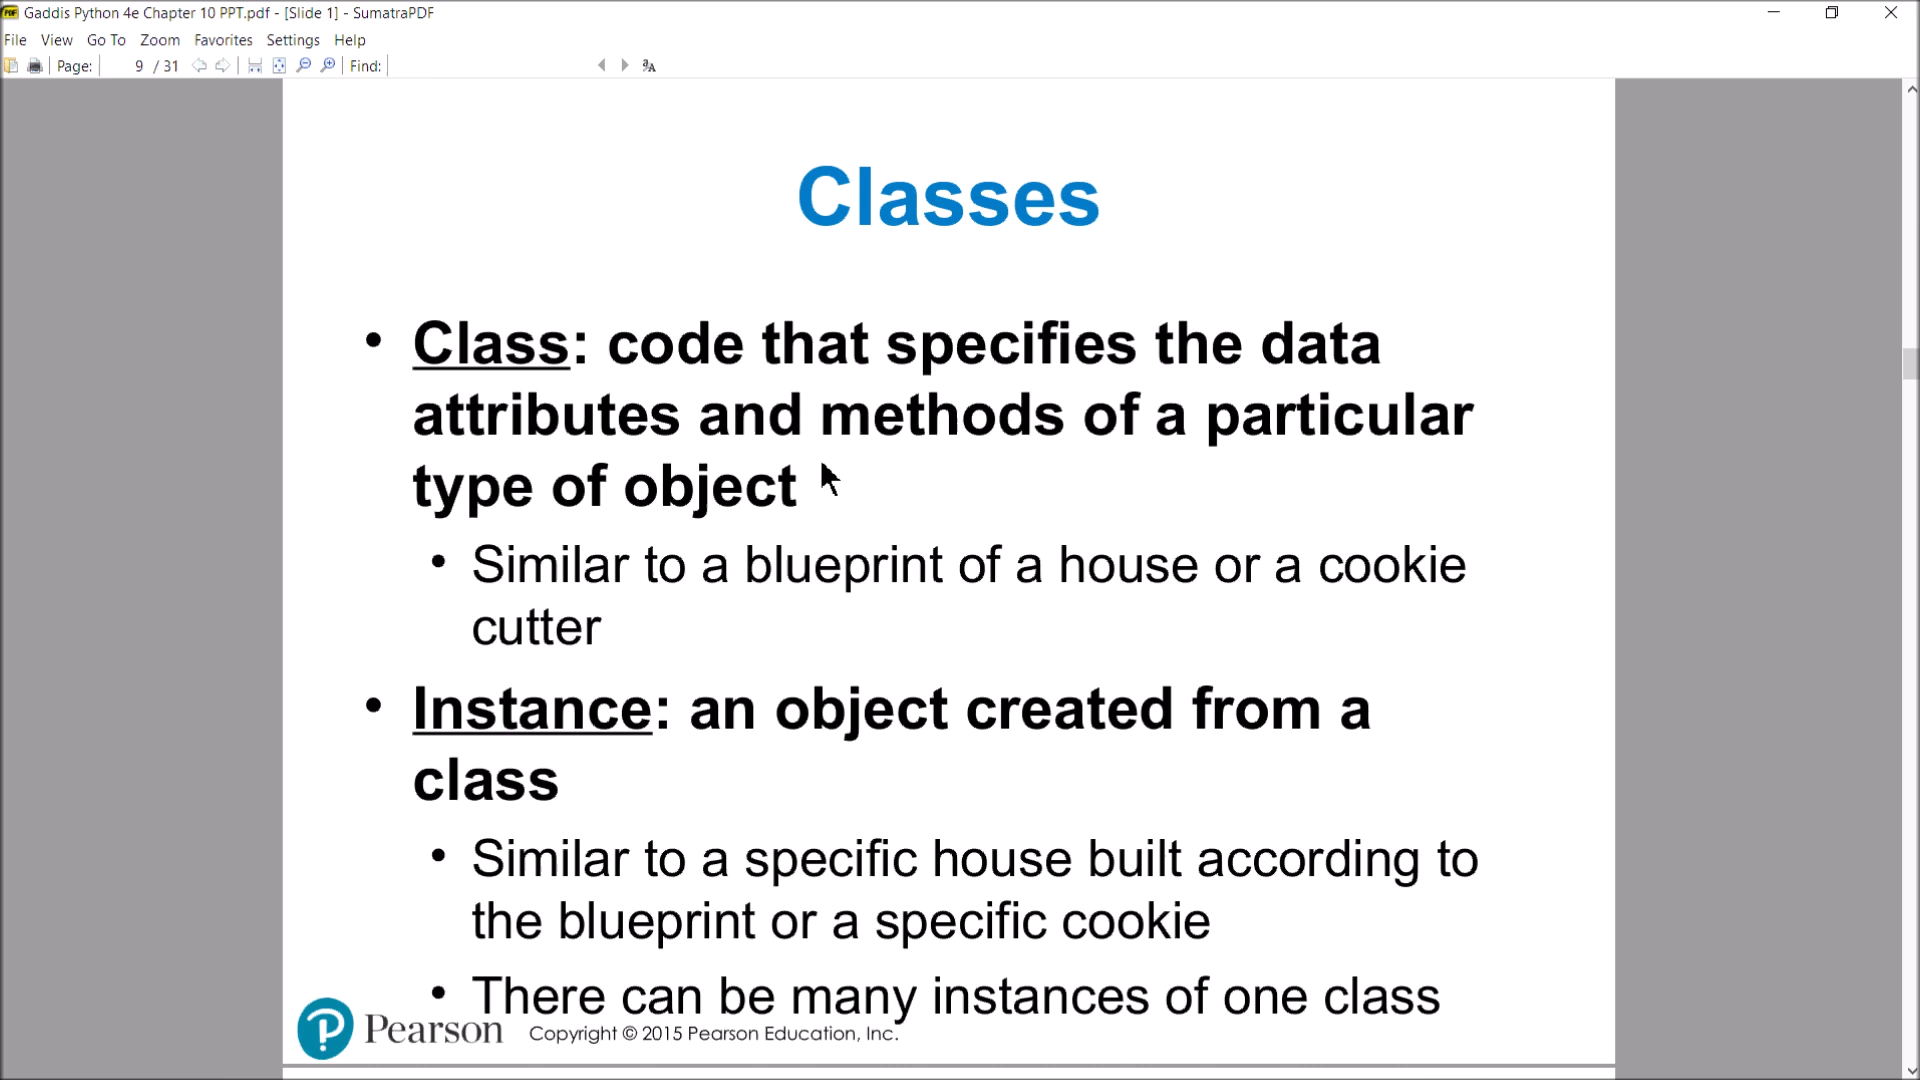 Gaddis Python 4e Chapter 10 PPT.pdf - [Slide 1] - SumatraPDF
File View Go To Zoom Favorites Settings Help
Page: 9 / 31 Find:
Classes
• Class: code that specifies the data
attributes and methods of a particular
type of object
• Similar to a blueprint of a house or a cookie
cutter
• Instance: an object created from a
class
• Similar to a specific house built according to
the blueprint or a specific cookie
• There can be many instances of one class
Pearson Copyright © 2015 Pearson Education, Inc.